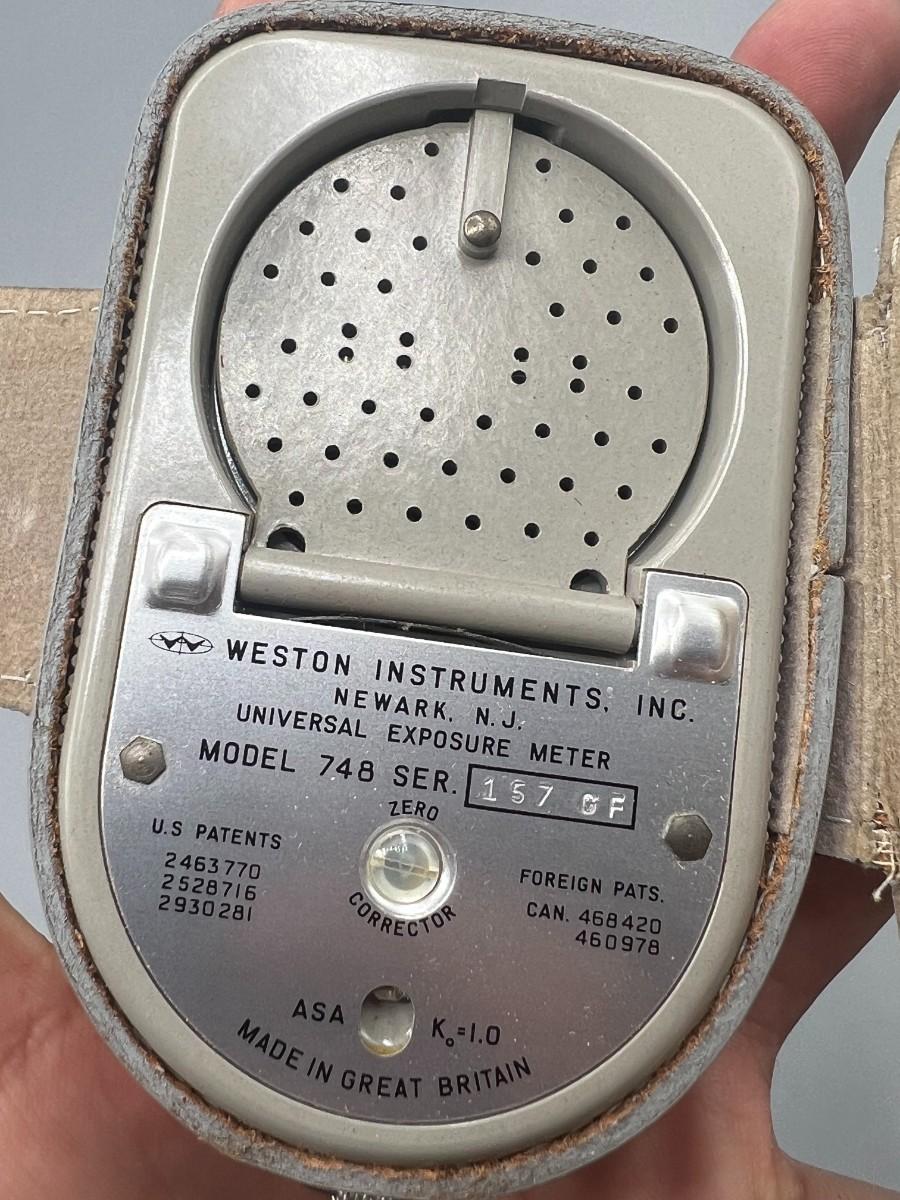 WESTON INSTRUMENTS, INC.
NEWARK, N.J.
UNIVERSAL EXPOSURE METER
MODEL 748 SER. 157 GF
ZERO
CORRECTOR
U.S PATENTS
2463770
2528716
2930281
FOREIGN PATS.
CAN. 468420
460978
ASA K₀=1.0
MADE IN GREAT BRITAIN